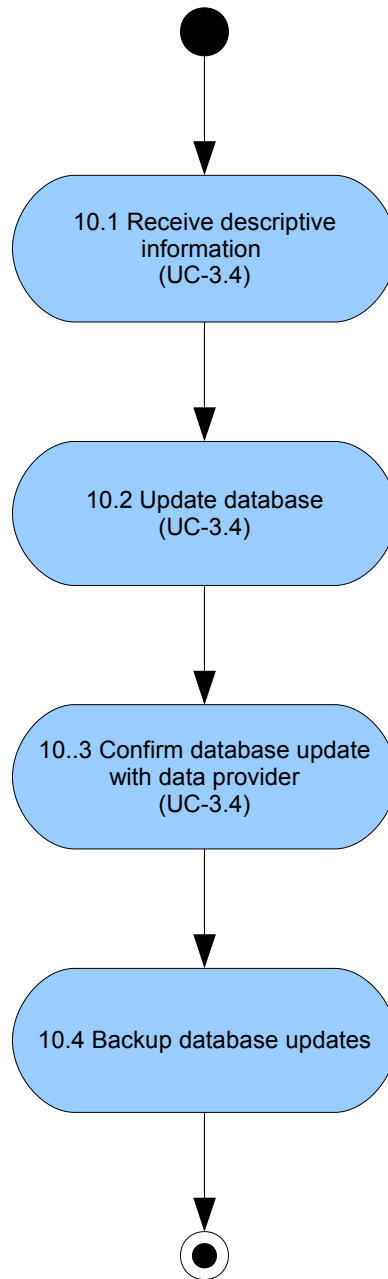 10.1 Receive descriptive
information
(UC-3.4)
10.2 Update database
(UC-3.4)
10..3 Confirm database update
with data provider
(UC-3.4)
10.4 Backup database updates